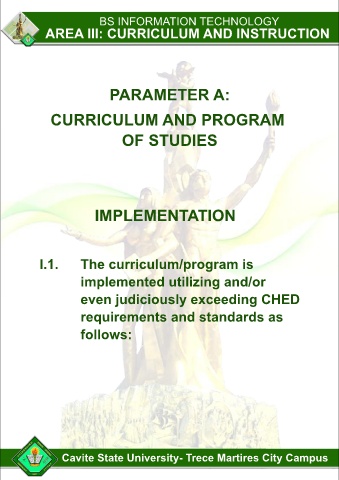 BS INFORMATION TECHNOLOGY
AREA III: CURRICULUM AND INSTRUCTION
PARAMETER A:
CURRICULUM AND PROGRAM
OF STUDIES
IMPLEMENTATION
I.1. The curriculum/program is
implemented utilizing and/or
even judiciously exceeding CHED
requirements and standards as
follows:
Cavite State University- Trece Martires City Campus